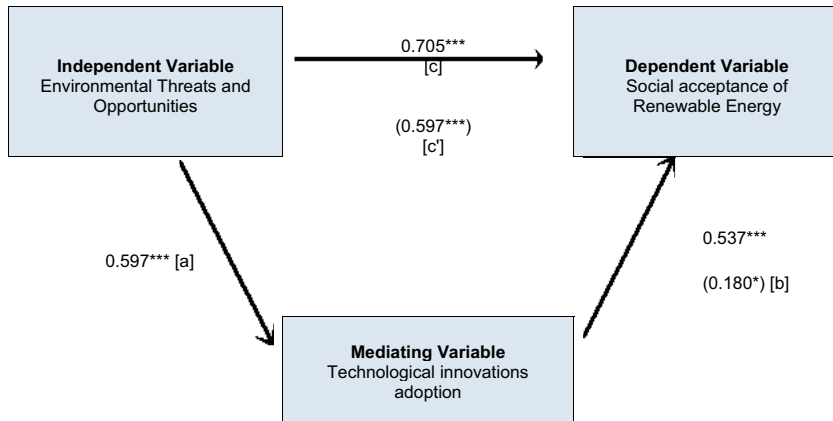 Independent Variable
Environmental Threats and
Opportunities
0.705***
[c]
(0.597***)
[c']
Dependent Variable
Social acceptance of
Renewable Energy
0.597*** [a]
0.537***
(0.180*) [b]
Mediating Variable
Technological innovations
adoption